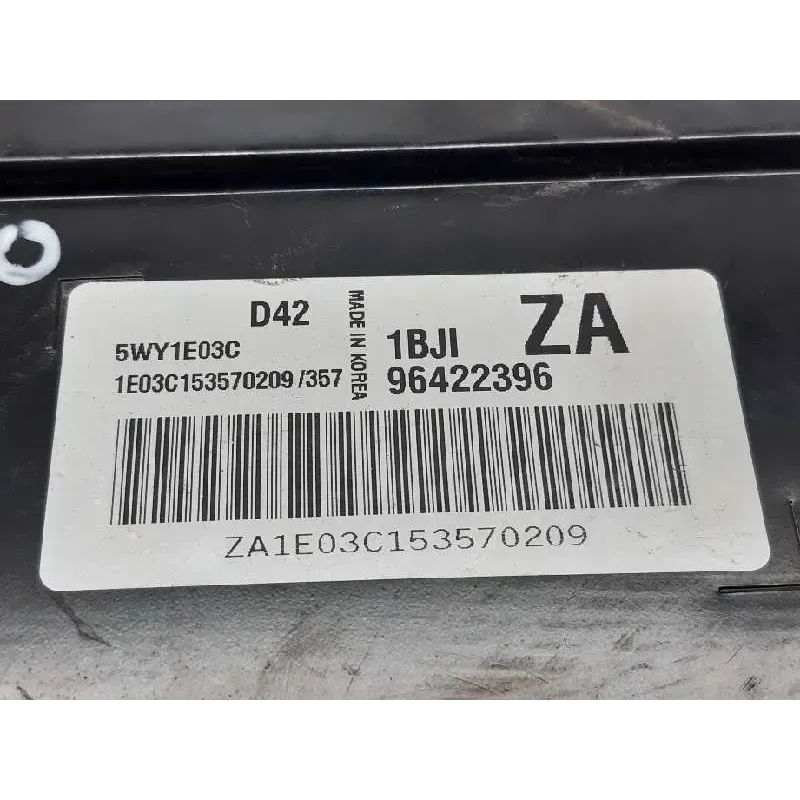 D42
5WY1E03C
1E03C153570209 /357
MADE IN KOREA
1BJI
ZA
96422396
ZA1E03C153570209